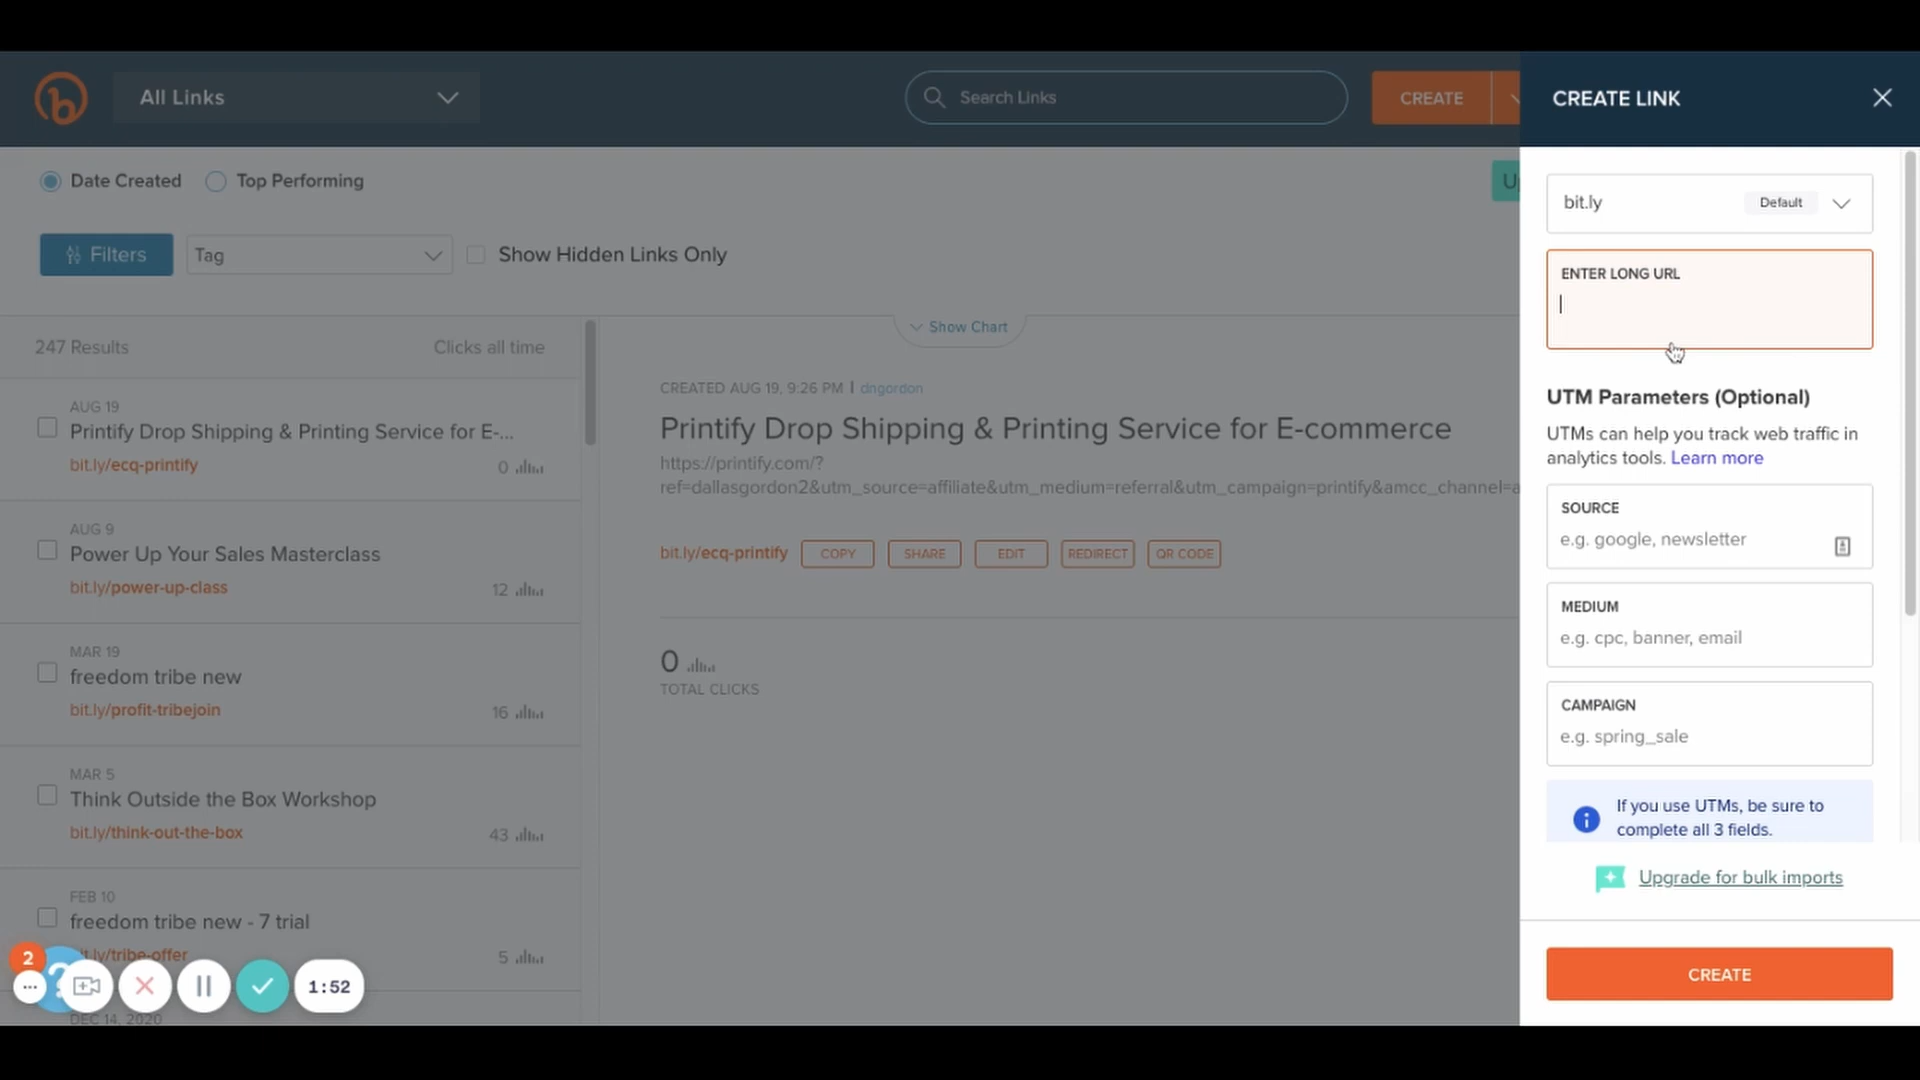 All Links
Search Links
CREATE
CREATE LINK
Date Created
Top Performing
bit.ly
Default
Filters
Tag
Show Hidden Links Only
ENTER LONG URL
Show Chart
247 Results
Clicks all time
AUG 19
Printify Drop Shipping & Printing Service for E-...
bit.ly/ecq-printify
0
AUG 9
Power Up Your Sales Masterclass
bit.ly/power-up-class
12
MAR 19
freedom tribe new
bit.ly/profit-tribejoin
16
MAR 5
Think Outside the Box Workshop
bit.ly/think-out-the-box
43
FEB 10
freedom tribe new - 7 trial
bit.ly/tribe-offer
5
DEC 14, 2020
2
?
1:52
CREATED AUG 19, 9:26 PM | dngordon
Printify Drop Shipping & Printing Service for E-commerce
https://printify.com/?
ref=dallasgordon2&utm_source=affiliate&utm_medium=referral&utm_campaign=printify&amcc_channel=a
bit.ly/ecq-printify
COPY
SHARE
EDIT
REDIRECT
QR CODE
0
TOTAL CLICKS
UTM Parameters (Optional)
UTMs can help you track web traffic in
analytics tools. Learn more
SOURCE
e.g. google, newsletter
MEDIUM
e.g. cpc, banner, email
CAMPAIGN
e.g. spring_sale
If you use UTMs, be sure to
complete all 3 fields.
Upgrade for bulk imports
CREATE